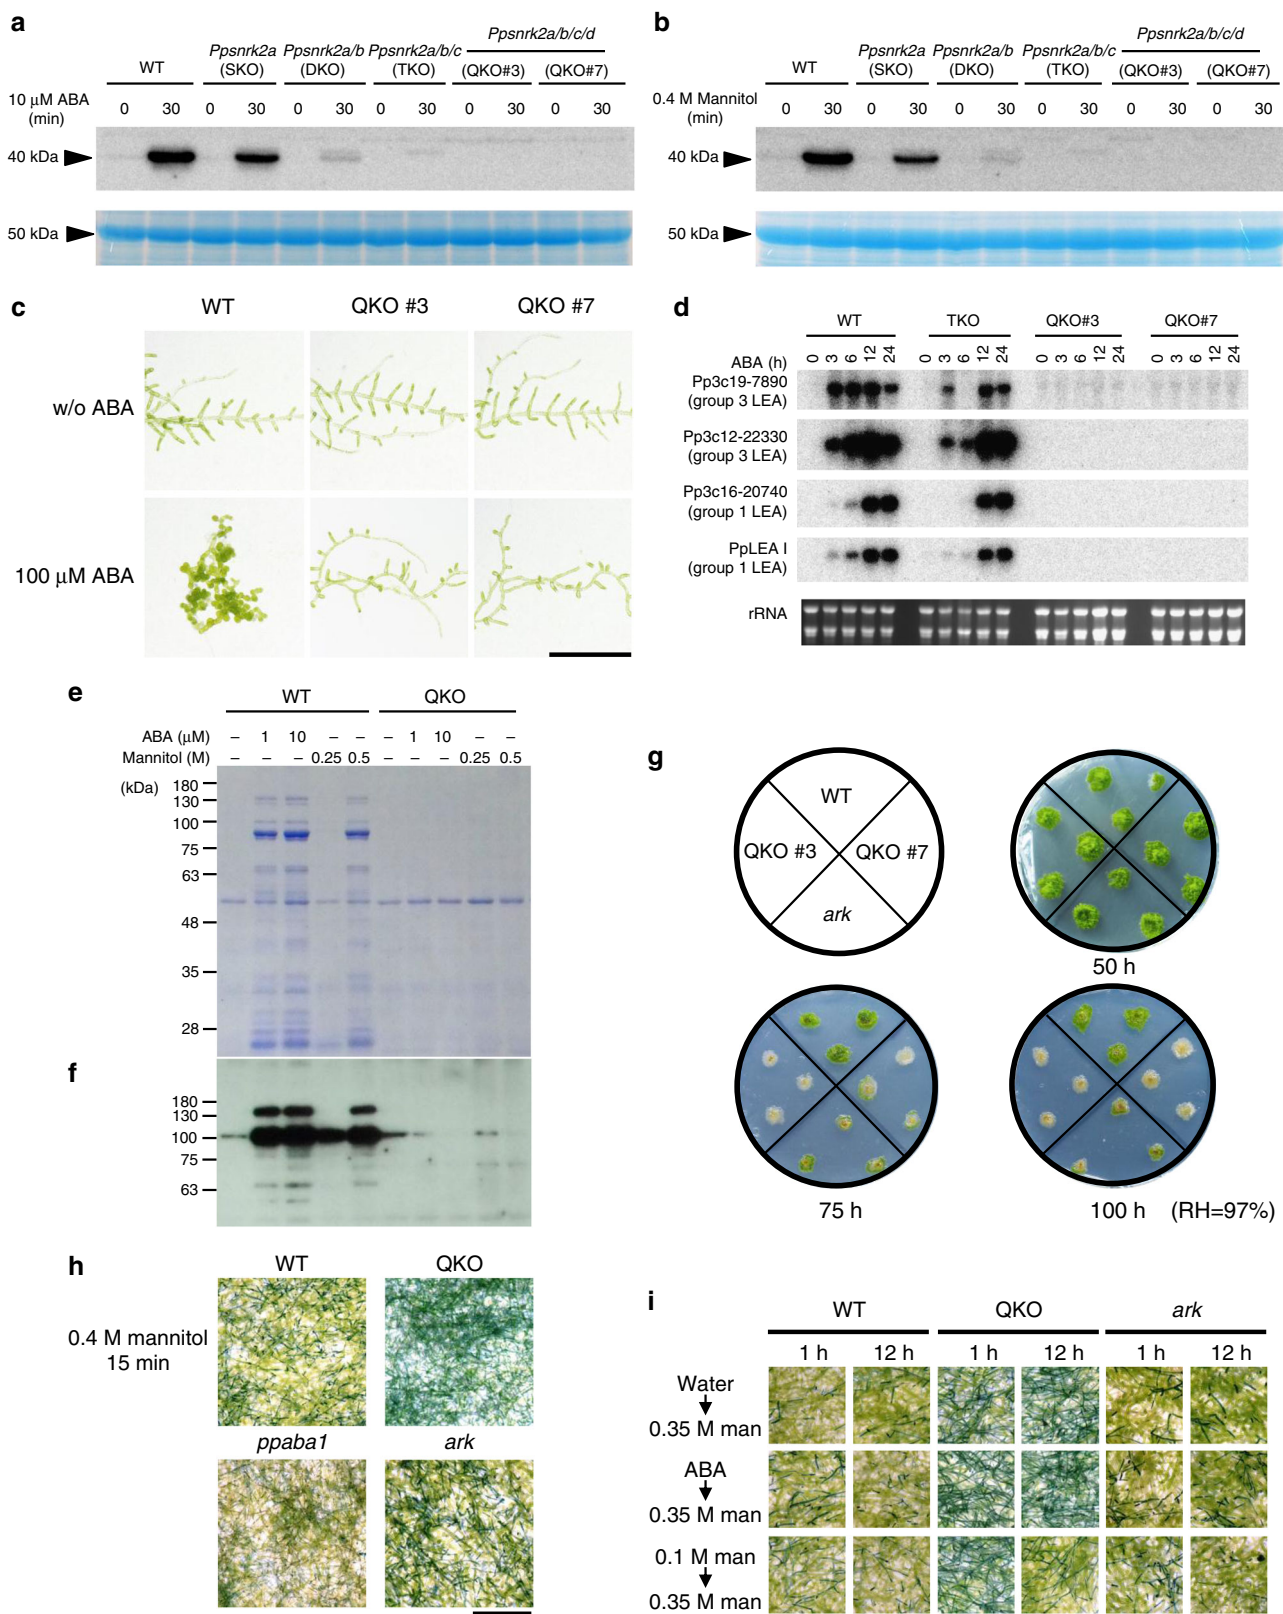 a
Ppsnrk2a Ppsnrk2a/b Ppsnrk2a/b/c Ppsnrk2a/b/c/d
WT (SKO) (DKO) (TKO) (QKO#3) (QKO#7)
10 μM ABA 0 30 0 30 0 30 0 30 0 30 0 30
(min)
40 kDa
50 kDa
b
Ppsnrk2a Ppsnrk2a/b Ppsnrk2a/b/c Ppsnrk2a/b/c/d
WT (SKO) (DKO) (TKO) (QKO#3) (QKO#7)
0.4 M Mannitol 0 30 0 30 0 30 0 30 0 30 0 30
(min)
40 kDa
50 kDa
c
WT QKO #3 QKO #7
w/o ABA
100 μM ABA
d
WT TKO QKO#3 QKO#7
ABA (h) 0 3 6 12 24 0 3 6 12 24 0 3 6 12 24 0 3 6 12 24
Pp3c19-7890
(group 3 LEA)
Pp3c12-22330
(group 3 LEA)
Pp3c16-20740
(group 1 LEA)
PpLEA I
(group 1 LEA)
rRNA
e
WT QKO
ABA (μM) – 1 10 – – – 1 10 – –
Mannitol (M) – – – 0.25 0.5 – – – 0.25 0.5
(kDa)
180
130
100
75
63
48
35
28
f
180
130
100
75
63
g
WT
QKO #3 QKO #7
ark
50 h
75 h
100 h (RH=97%)
h
WT QKO
0.4 M mannitol
15 min
ppaba1 ark
i
WT QKO ark
1 h 12 h 1 h 12 h 1 h 12 h
Water
0.35 M man
ABA
0.35 M man
0.1 M man
0.35 M man